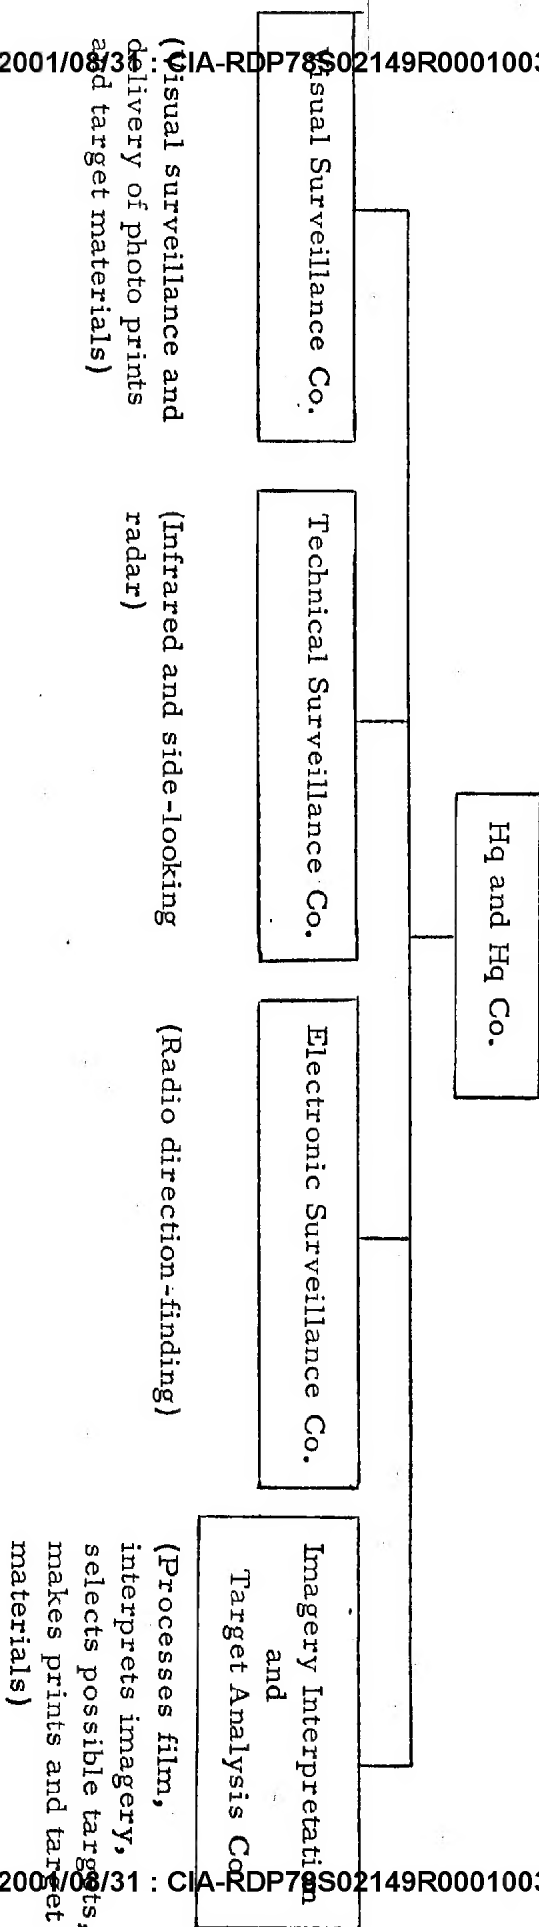 2001/08/31 : CIA-RDP78S02149R0001003
Hq and Hq Co.
Visual Surveillance Co.
(Visual surveillance and
delivery of photo prints
and target materials)
Technical Surveillance Co.
(Infrared and side-looking
radar)
Electronic Surveillance Co.
(Radio direction-finding)
Imagery Interpretation
and
Target Analysis Co.
(Processes film,
interprets imagery,
selects possible targets,
makes prints and target
materials)
2001/08/31 : CIA-RDP78S02149R0001003